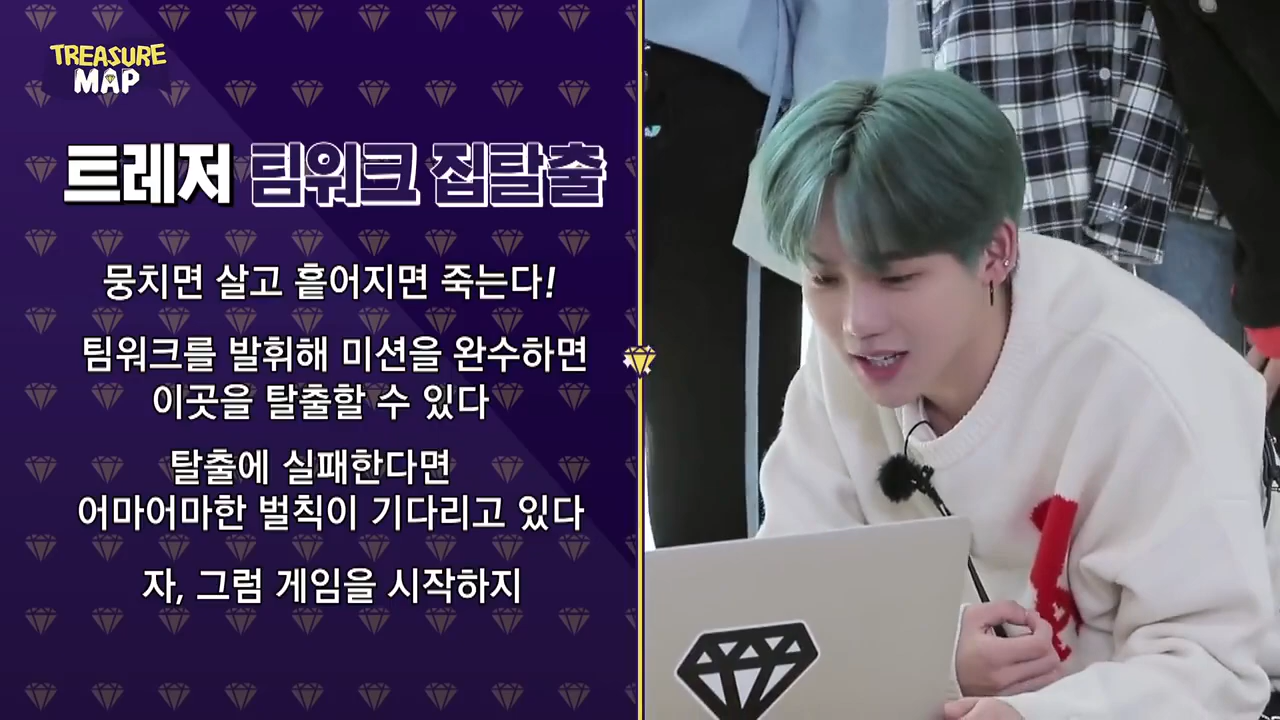 TREASURE
MAP
트레저 팀워크 집탈출
뭉치면 살고 흩어지면 죽는다!
팀워크를 발휘해 미션을 완수하면
이곳을 탈출할 수 있다
탈출에 실패한다면
어마어마한 벌칙이 기다리고 있다
자, 그럼 게임을 시작하지